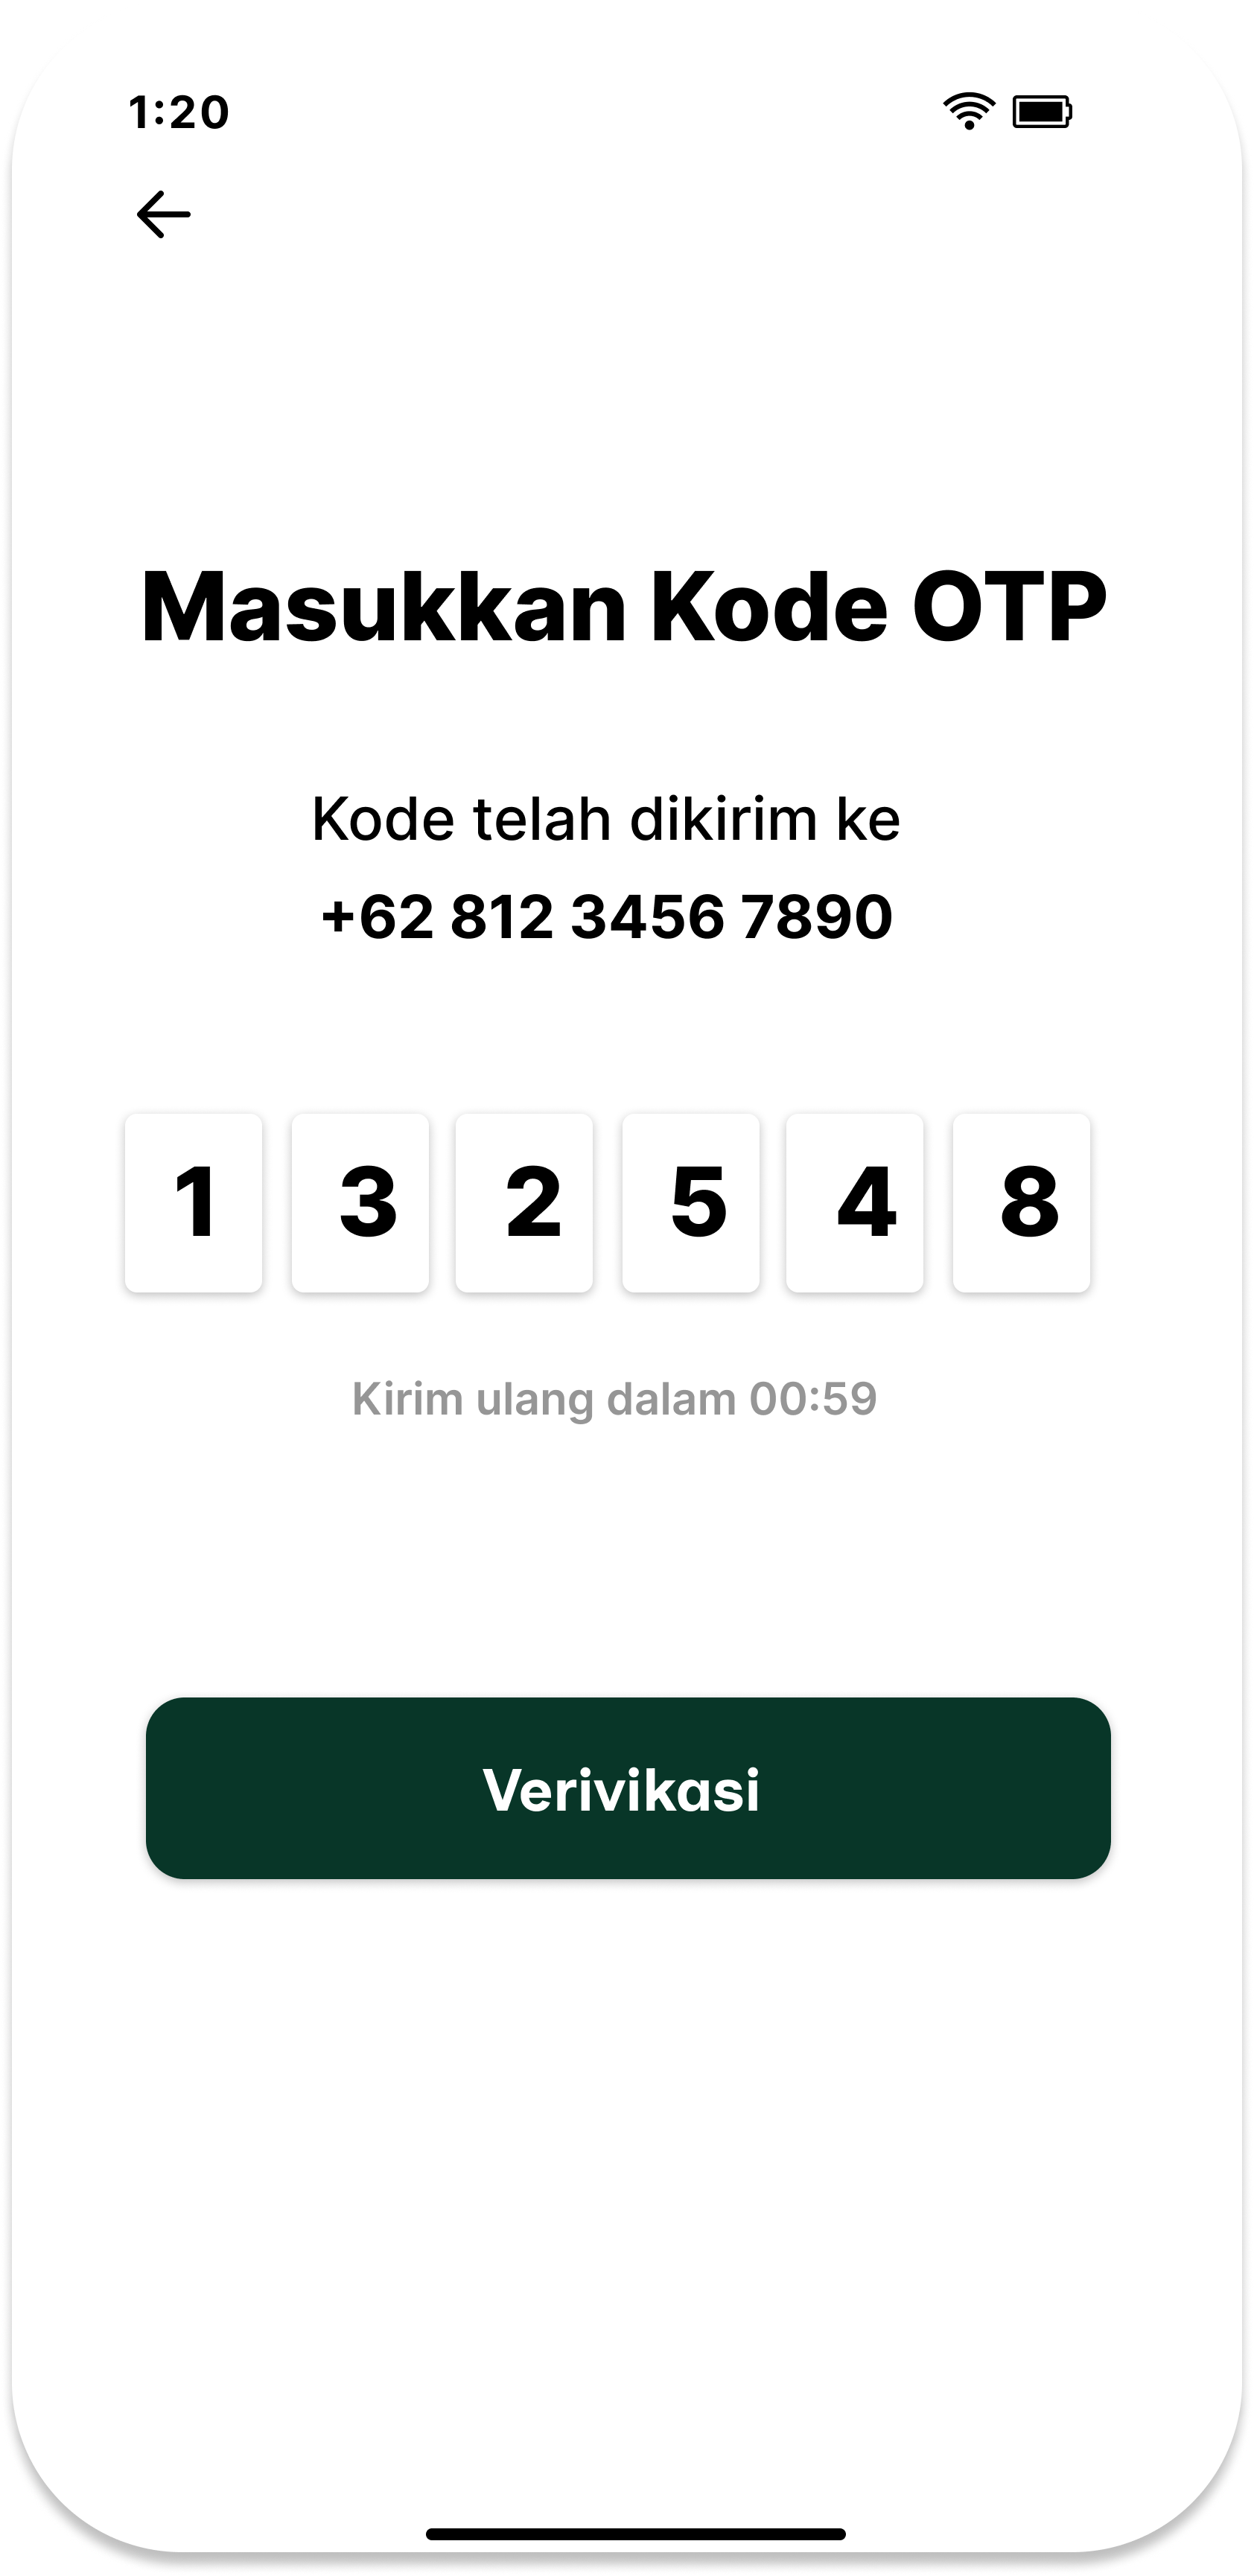 1:20
Masukkan Kode OTP
Kode telah dikirim ke
+62 812 3456 7890
1 3 2 5 4 8
Kirim ulang dalam 00:59
Verivikasi